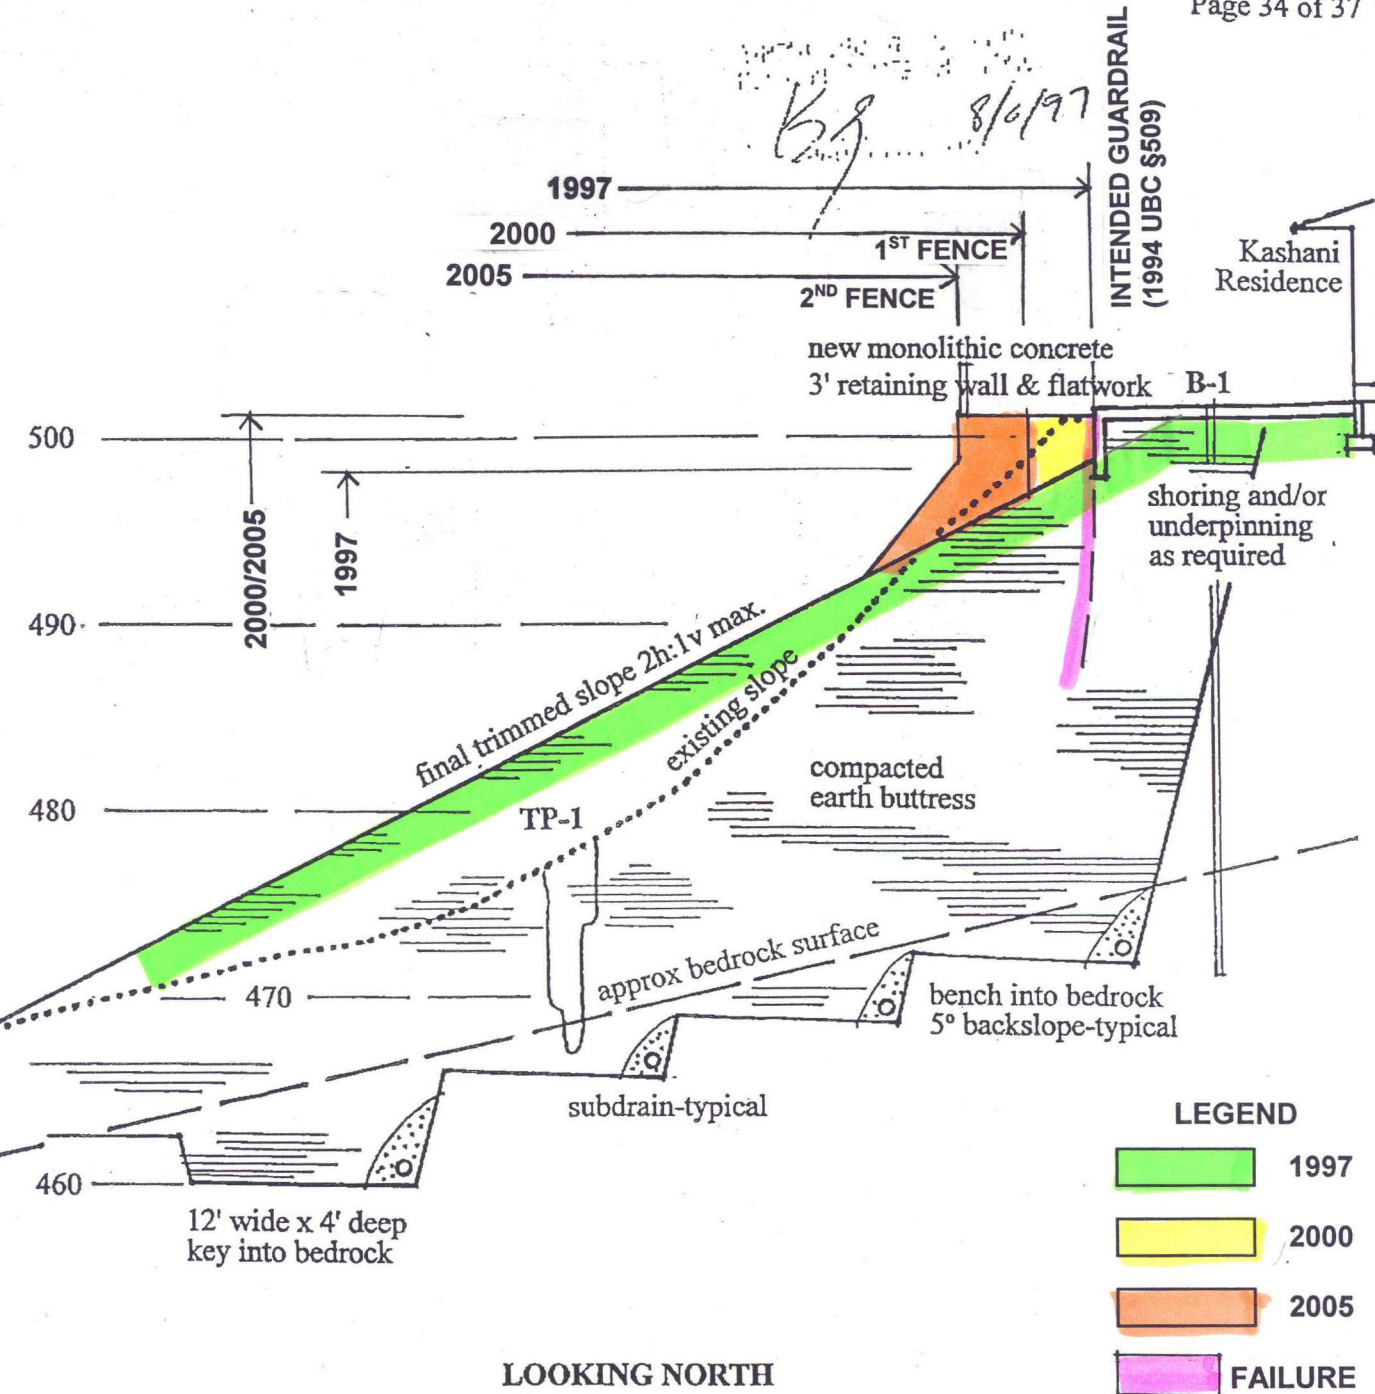 Page 34 of 37
8/6/97
INTENDED GUARDRAIL
(1994 UBC §509)
1997
2000
1ST FENCE
2005
2ND FENCE
Kashani
Residence
new monolithic concrete
3' retaining wall & flatwork
B-1
500
shoring and/or
underpinning
as required
2000/2005
1997
490
final trimmed slope 2h:1v max.
existing slope
compacted
earth buttress
480
TP-1
approx bedrock surface
470
bench into bedrock
5° backslope-typical
subdrain-typical
460
12' wide x 4' deep
key into bedrock
LEGEND
1997
2000
2005
FAILURE
LOOKING NORTH